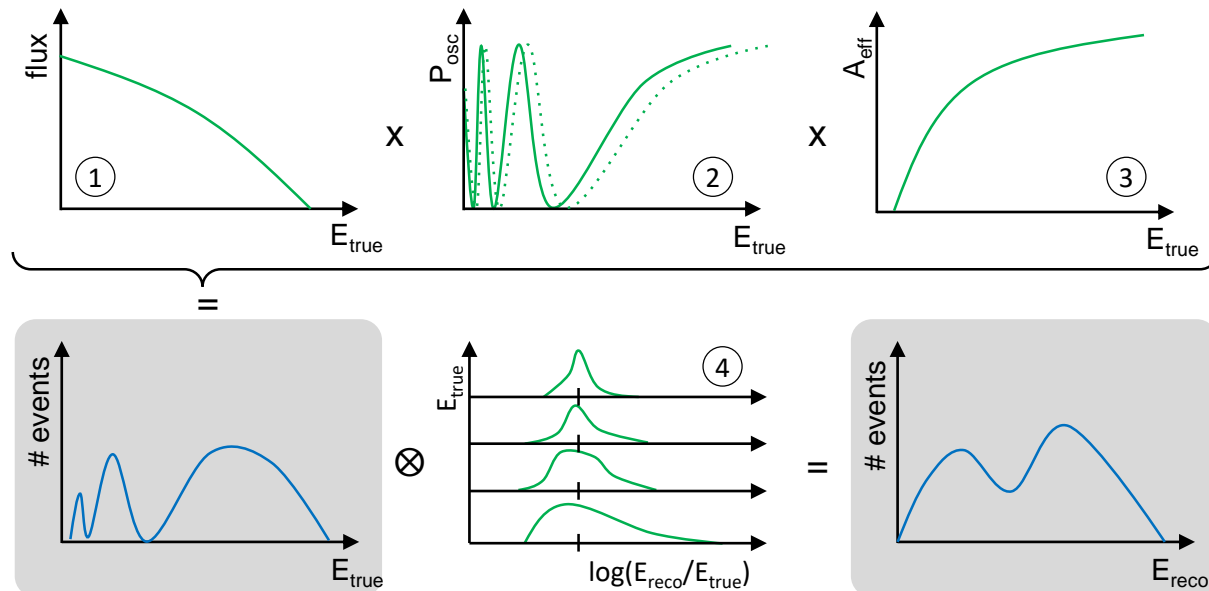 flux
E_true
1
x
P_osc
E_true
2
x
A_eff
E_true
3
=
# events
E_true
⊗
E_true
4
log(E_reco/E_true)
=
# events
E_reco